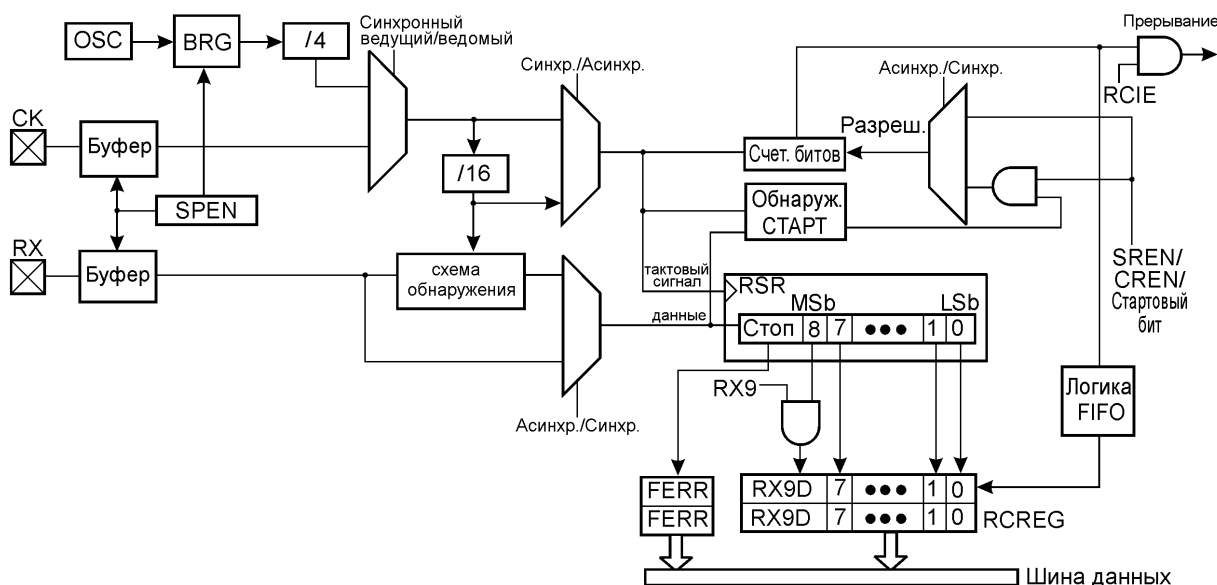 Прерывание
OSC
BRG
/4
Синхронный
ведущий/ведомый
Синхр./Асинхр.
Асинхр./Синхр.
RCIE
CK
Буфер
Разреш.
Счет. битов
/16
SPEN
Обнаруж.
СТАРТ
RX
Буфер
схема
обнаружения
тактовый
сигнал
RSR
MSb
LSb
SREN/
CREN/
Стартовый
бит
данные
Стоп 8 7 ●●● 1 0
RX9
Логика
FIFO
Асинхр./Синхр.
FERR
RX9D 7 ●●● 1 0
FERR
RX9D 7 ●●● 1 0
RCREG
Шина данных